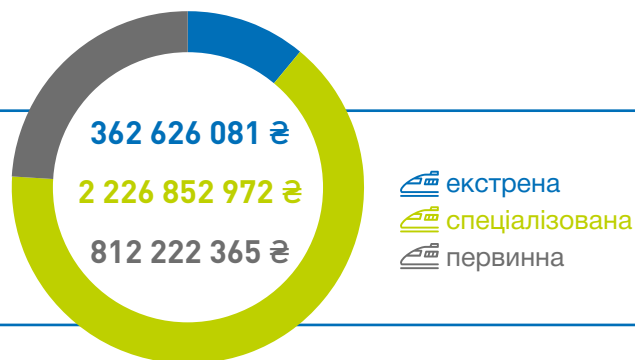 362 626 081 ₴
2 226 852 972 ₴
812 222 365 ₴
екстрена
спеціалізована
первинна